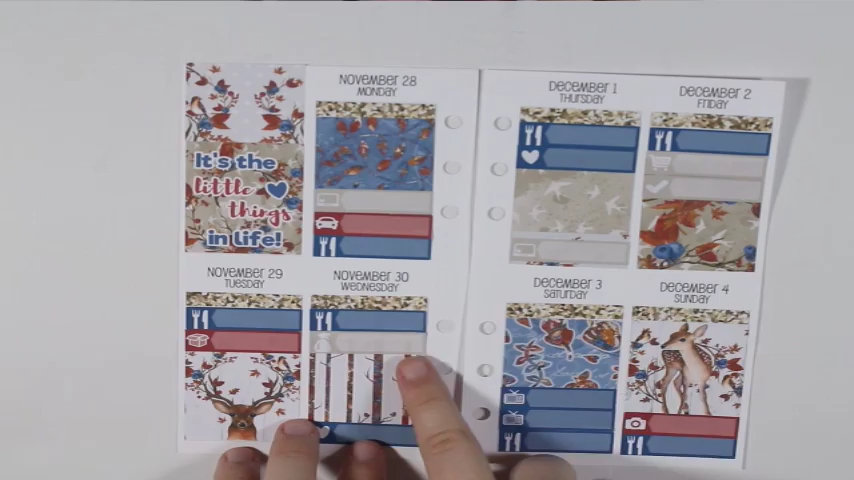 It's the
little
things
in life!
NOVEMBER 28
MONDAY
NOVEMBER 29
TUESDAY
NOVEMBER 30
WEDNESDAY
DECEMBER 1
THURSDAY
DECEMBER 2
FRIDAY
DECEMBER 3
SATURDAY
DECEMBER 4
SUNDAY